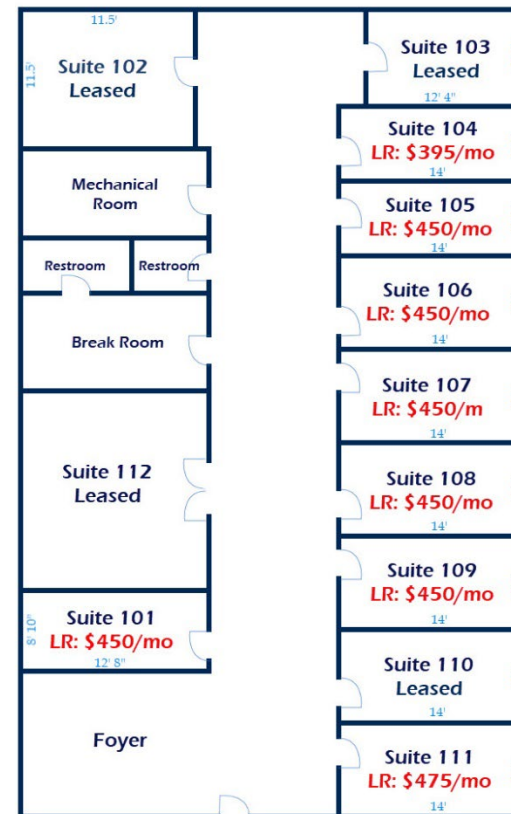 11.5'
11.5'
Suite 102
Leased
Mechanical
Room
Restroom
Restroom
Break Room
Suite 112
Leased
8' 10"
Suite 101
LR: $450/mo
12' 8"
Foyer
Suite 103
Leased
12' 4"
Suite 104
LR: $395/mo
14'
Suite 105
LR: $450/mo
14'
Suite 106
LR: $450/mo
14'
Suite 107
LR: $450/m
14'
Suite 108
LR: $450/mo
14'
Suite 109
LR: $450/mo
14'
Suite 110
Leased
14'
Suite 111
LR: $475/mo
14'